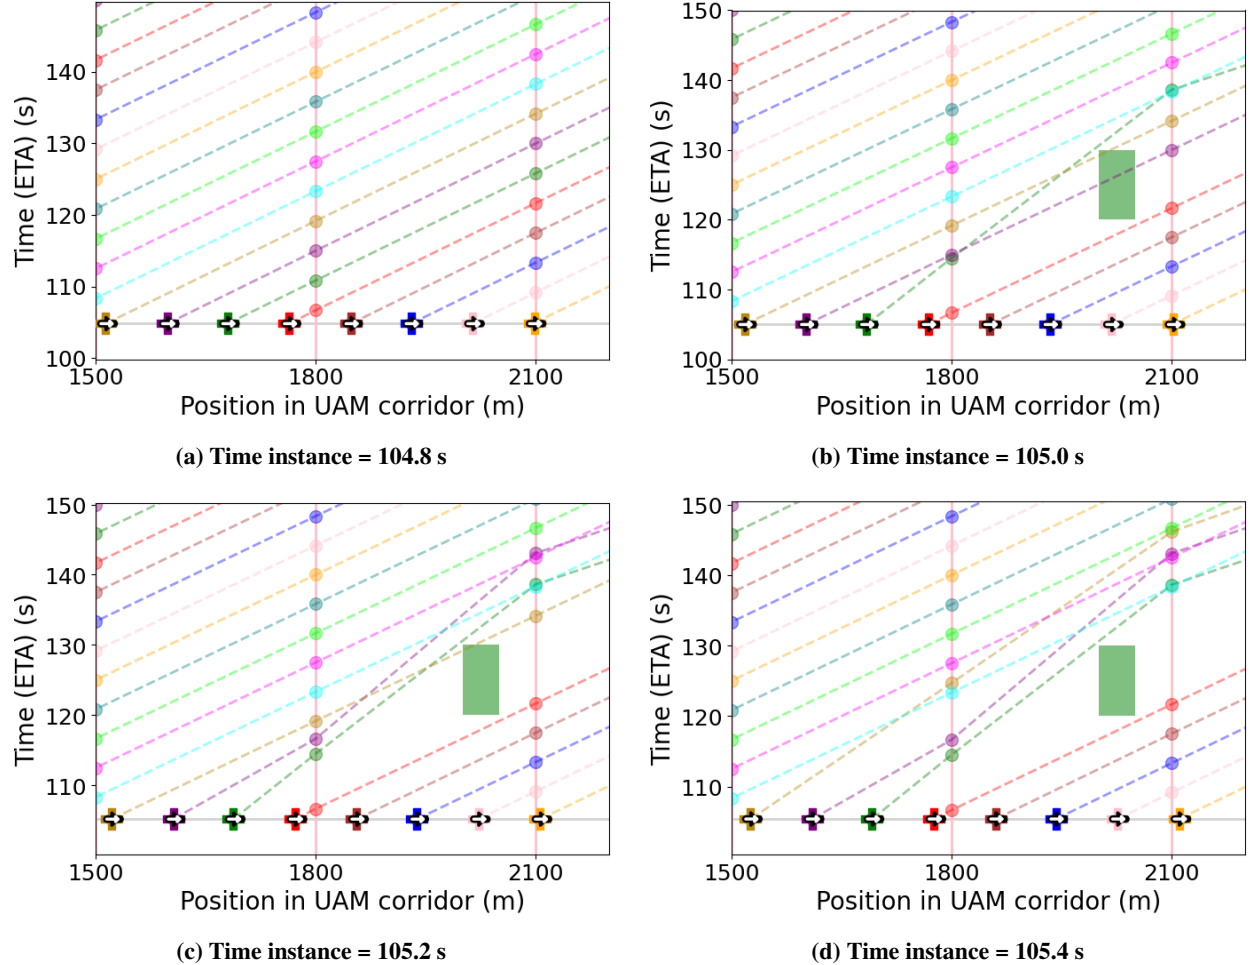 140
130
120
110
100
Time (ETA) (s)
1500
1800
2100
Position in UAM corridor (m)
(a) Time instance = 104.8 s
150
140
130
120
110
100
Time (ETA) (s)
1500
1800
2100
Position in UAM corridor (m)
(b) Time instance = 105.0 s
150
140
130
120
110
Time (ETA) (s)
1500
1800
2100
Position in UAM corridor (m)
(c) Time instance = 105.2 s
150
140
130
120
110
Time (ETA) (s)
1500
1800
2100
Position in UAM corridor (m)
(d) Time instance = 105.4 s